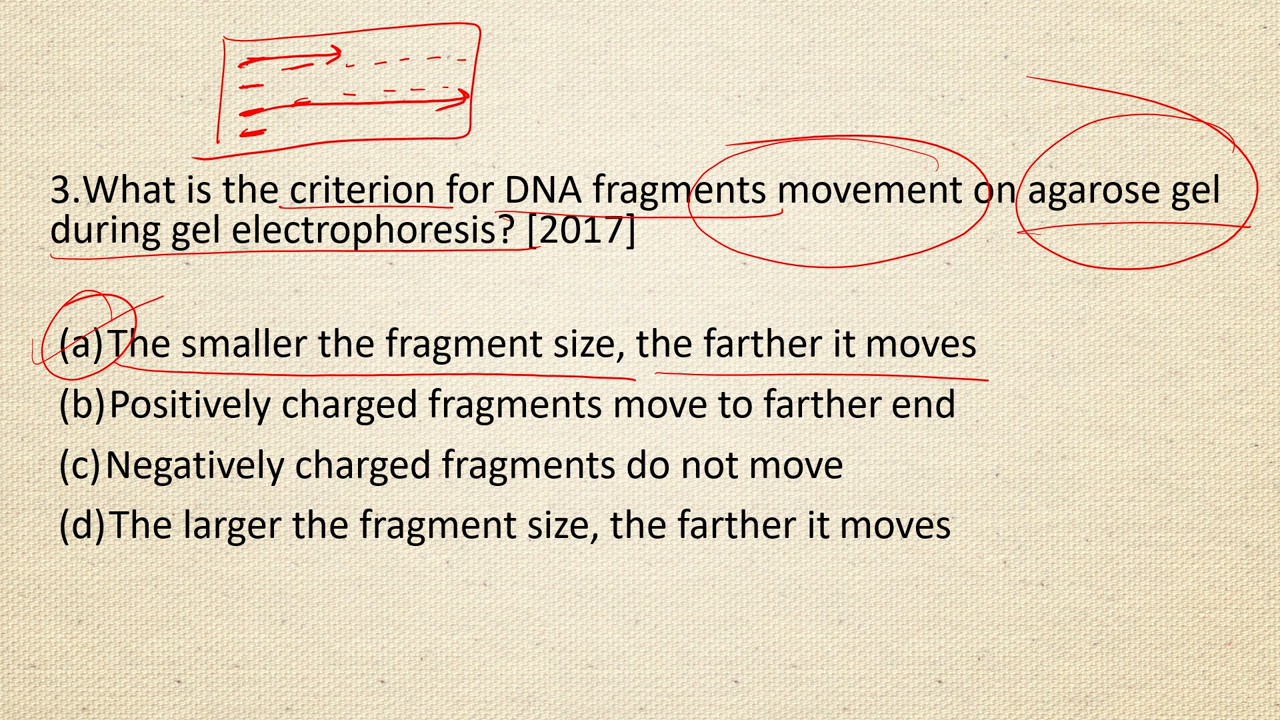 3.What is the criterion for DNA fragments movement on agarose gel
during gel electrophoresis? [2017]
(a)The smaller the fragment size, the farther it moves
(b)Positively charged fragments move to farther end
(c)Negatively charged fragments do not move
(d)The larger the fragment size, the farther it moves